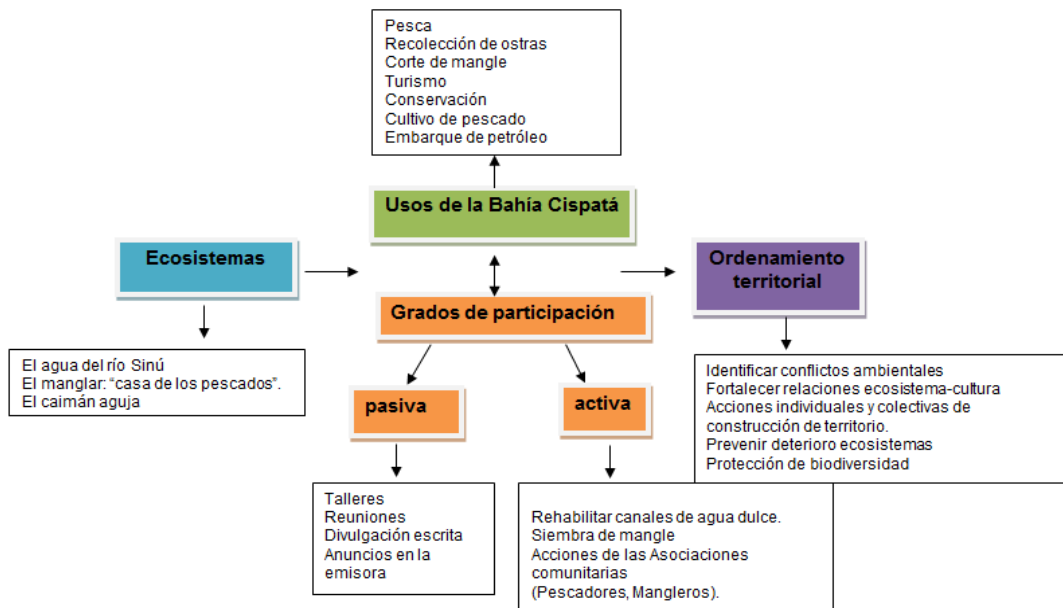 Pesca
Recolección de ostras
Corte de mangle
Turismo
Conservación
Cultivo de pescado
Embarque de petróleo
Usos de la Bahía Cispatá
Ecosistemas
Ordenamiento
territorial
Grados de participación
El agua del río Sinú
El manglar: “casa de los pescados”.
El caimán aguja
pasiva
activa
Identificar conflictos ambientales
Fortalecer relaciones ecosistema-cultura
Acciones individuales y colectivas de
construcción de territorio.
Prevenir deterioro ecosistemas
Protección de biodiversidad
Talleres
Reuniones
Divulgación escrita
Anuncios en la
emisora
Rehabilitar canales de agua dulce.
Siembra de mangle
Acciones de las Asociaciones
comunitarias
(Pescadores, Mangleros).